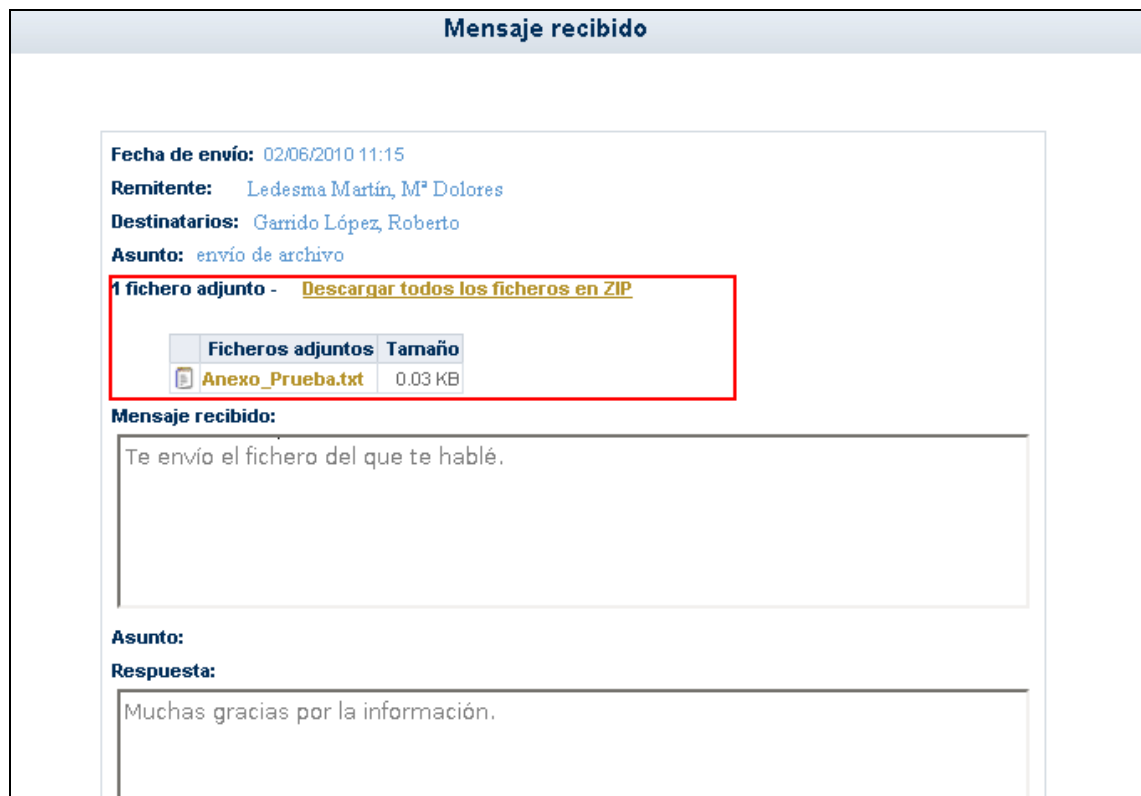 Mensaje recibido
Fecha de envío: 02/06/2010 11:15
Remitente: Ledesma Martín, Mª Dolores
Destinatarios: Garrido López, Roberto
Asunto: envío de archivo
1 fichero adjunto - Descargar todos los ficheros en ZIP
Ficheros adjuntos Tamaño
Anexo_Prueba.txt 0.03 KB
Mensaje recibido:
Te envío el fichero del que te hablé.
Asunto:
Respuesta:
Muchas gracias por la información.